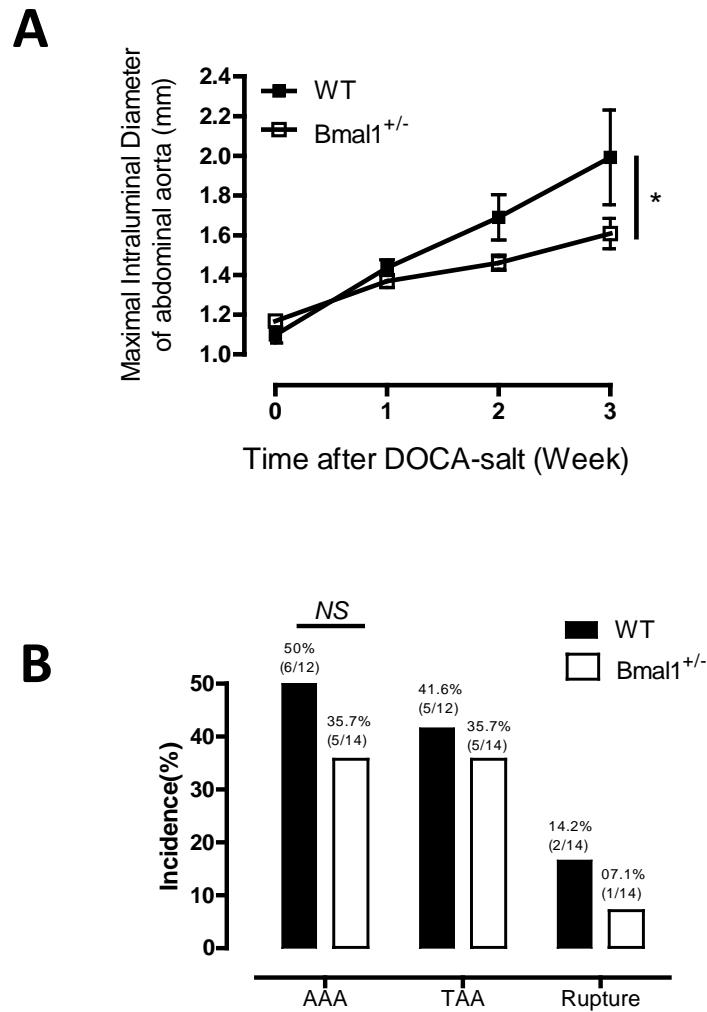 A
Maximal Intraluminal Diameter
of abdominal aorta (mm)
2.4
2.2
2.0
1.8
1.6
1.4
1.2
1.0
WT
Bmal1+/-
*
0 1 2 3
Time after DOCA-salt (Week)
B
NS
WT
Bmal1+/-
50%
(6/12)
35.7%
(5/14)
41.6%
(5/12)
35.7%
(5/14)
14.2%
(2/14)
07.1%
(1/14)
Incidence(%)
50
40
30
20
10
0
AAA TAA Rupture